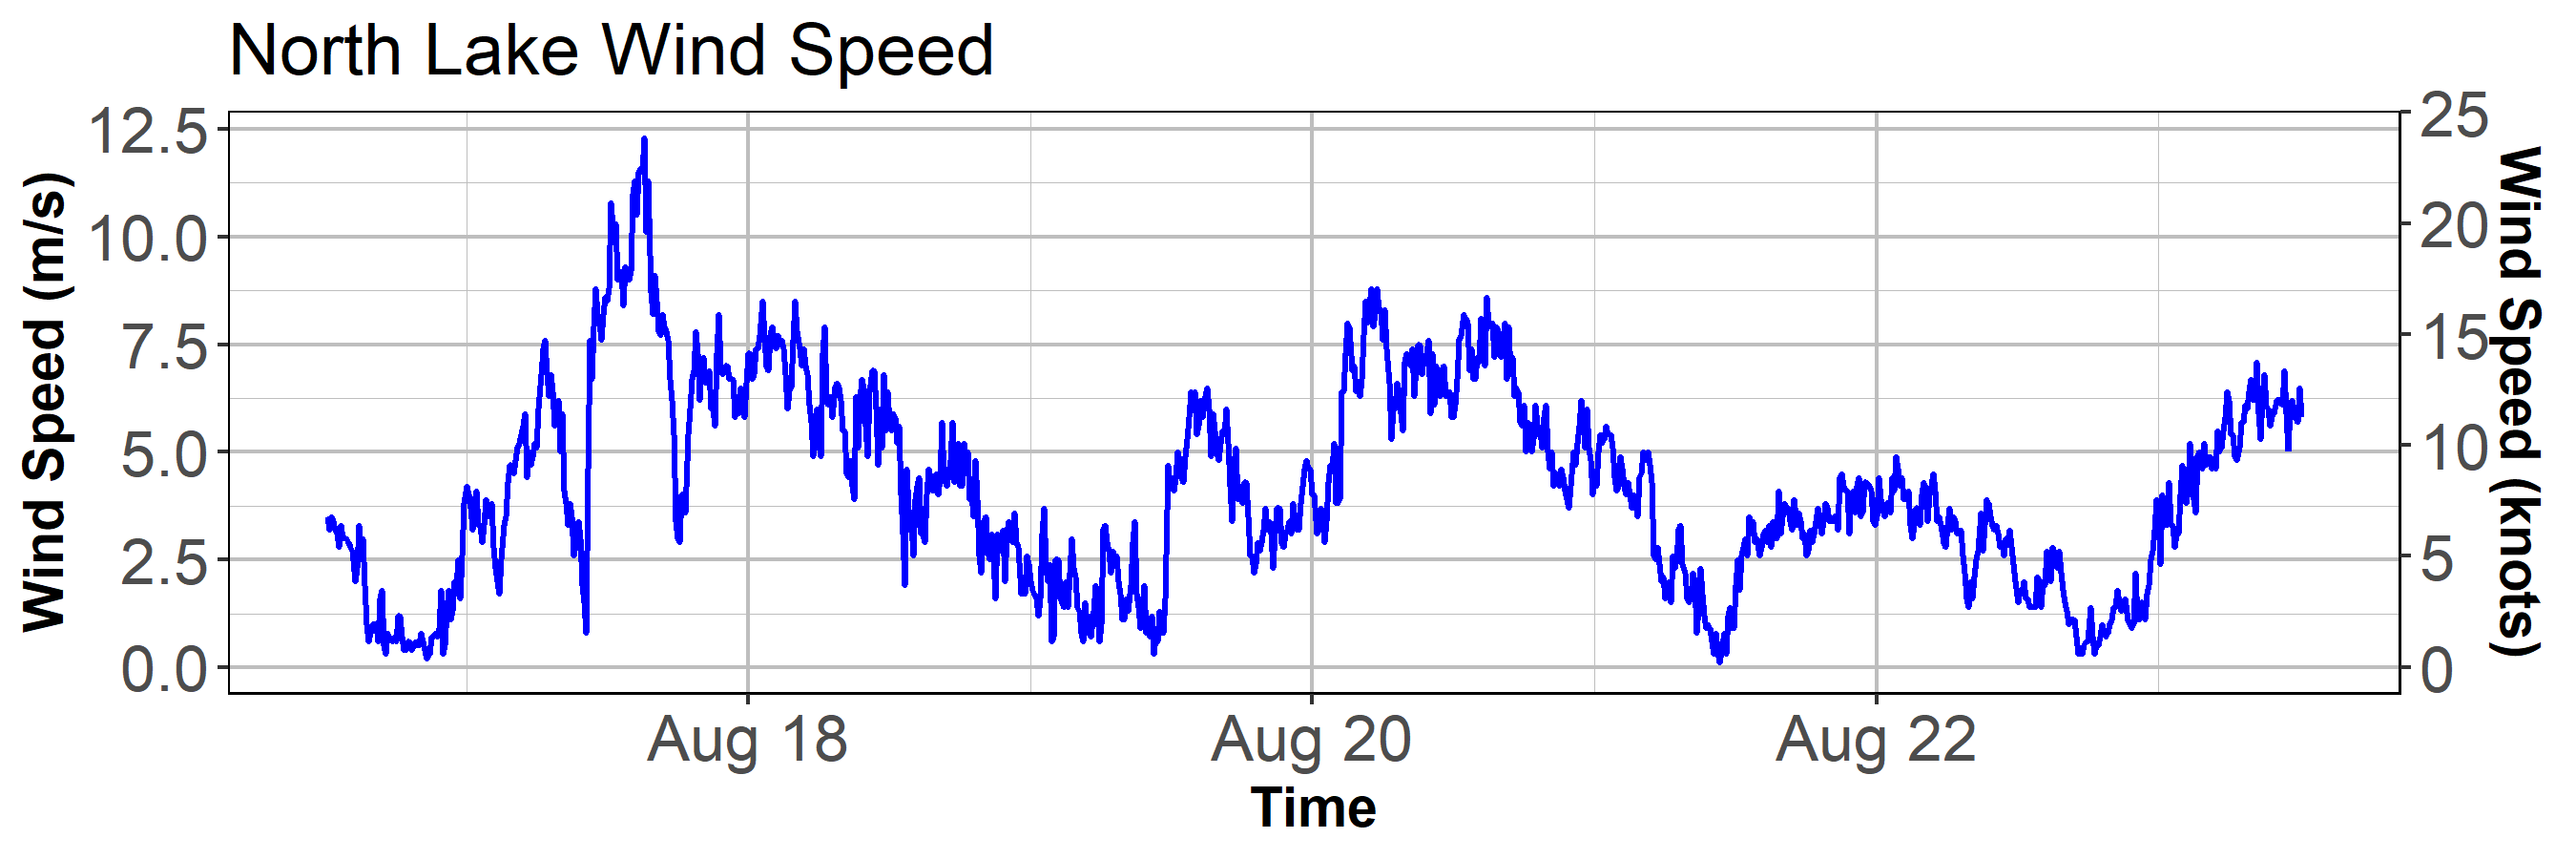 North Lake Wind Speed
Wind Speed (m/s)
12.5
10.0
7.5
5.0
2.5
0.0
25
20
15
10
5
0
Wind Speed (knots)
Aug 18
Aug 20
Aug 22
Time